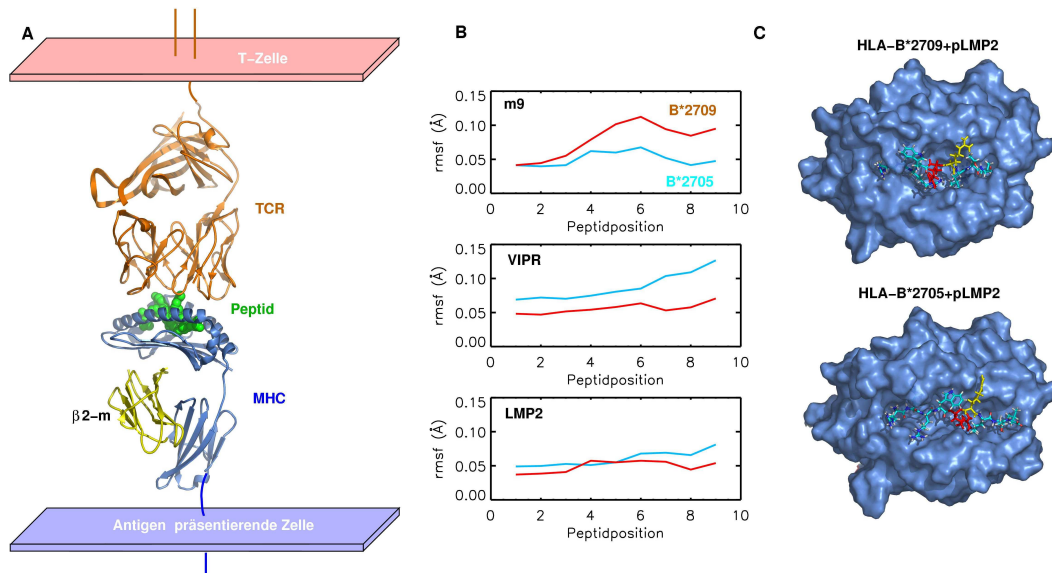 A
T-Zelle
TCR
Peptid
MHC
β2-m
Antigen präsentierende Zelle
B
m9
B*2709
B*2705
rmsf (Å)
0.15
0.10
0.05
0.00
0 2 4 6 8 10
Peptidposition
VIPR
rmsf (Å)
0.15
0.10
0.05
0.00
0 2 4 6 8 10
Peptidposition
LMP2
rmsf (Å)
0.15
0.10
0.05
0.00
0 2 4 6 8 10
Peptidposition
C
HLA-B*2709+pLMP2
HLA-B*2705+pLMP2